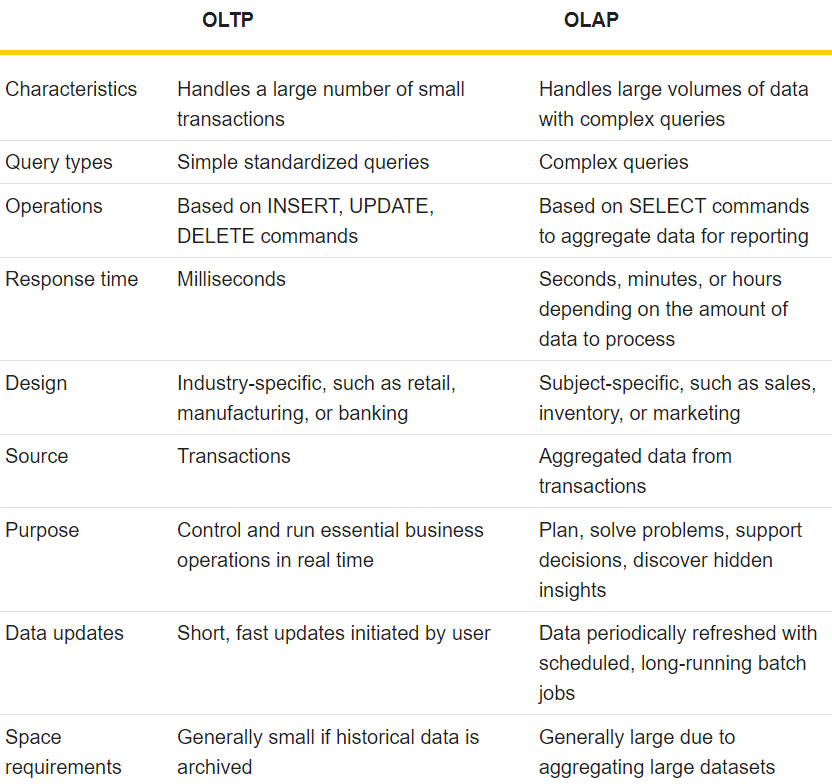 OLTP OLAP
Characteristics Handles a large number of small Handles large volumes of data
transactions with complex queries
Query types Simple standardized queries Complex queries
Operations Based on INSERT, UPDATE, Based on SELECT commands
DELETE commands to aggregate data for reporting
Response time Milliseconds Seconds, minutes, or hours
depending on the amount of
data to process
Design Industry-specific, such as retail, Subject-specific, such as sales,
manufacturing, or banking inventory, or marketing
Source Transactions Aggregated data from
transactions
Purpose Control and run essential business Plan, solve problems, support
operations in real time decisions, discover hidden
insights
Data updates Short, fast updates initiated by user Data periodically refreshed with
scheduled, long-running batch
jobs
Space Generally small if historical data is Generally large due to
requirements archived aggregating large datasets